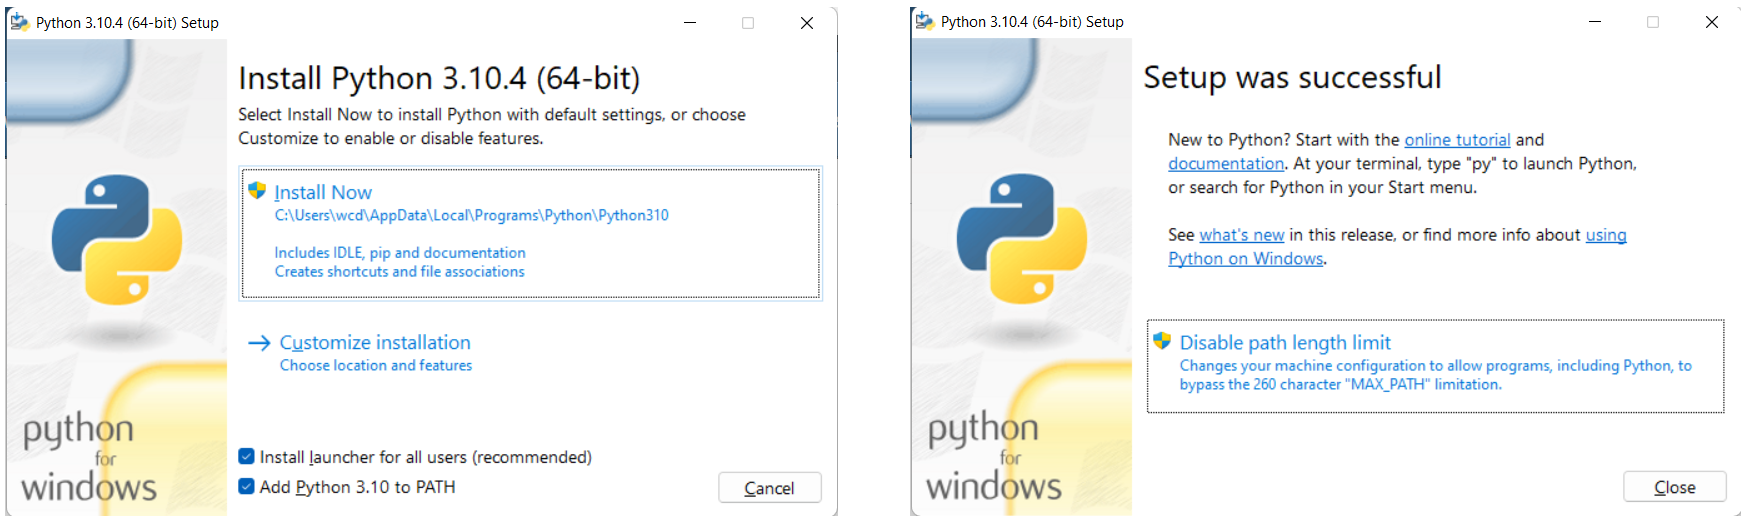 Python 3.10.4 (64-bit) Setup
Install Python 3.10.4 (64-bit)
Select Install Now to install Python with default settings, or choose
Customize to enable or disable features.
Install Now
C:\Users\wcd\AppData\Local\Programs\Python\Python310
Includes IDLE, pip and documentation
Creates shortcuts and file associations
Customize installation
Choose location and features
python
for
windows
Install launcher for all users (recommended)
Add Python 3.10 to PATH
Cancel
Python 3.10.4 (64-bit) Setup
Setup was successful
New to Python? Start with the online tutorial and
documentation. At your terminal, type "py" to launch Python,
or search for Python in your Start menu.
See what's new in this release, or find more info about using
Python on Windows.
Disable path length limit
Changes your machine configuration to allow programs, including Python, to
bypass the 260 character "MAX_PATH" limitation.
python
for
windows
Close